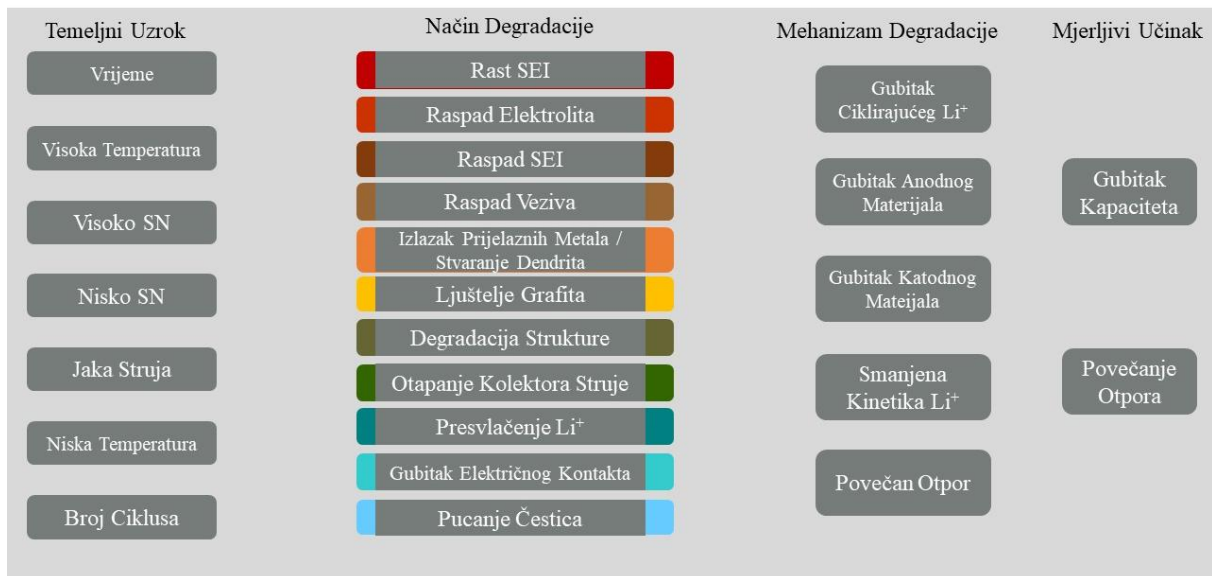 Temeljni Uzrok
Vrijeme
Visoka Temperatura
Visoko SN
Nisko SN
Jaka Struja
Niska Temperatura
Broj Ciklusa
Način Degradacije
Rast SEI
Raspad Elektrolita
Raspad SEI
Raspad Veziva
Izlazak Prijelaznih Metala /
Stvaranje Dendrita
Ljuštelje Grafita
Degradacija Strukture
Otapanje Kolektora Struje
Presvlačenje Li⁺
Gubitak Električnog Kontakta
Pucanje Čestica
Mehanizam Degradacije
Gubitak
Ciklirajućeg Li⁺
Gubitak Anodnog
Materijala
Gubitak Katodnog
Mateijala
Smanjena
Kinetika Li⁺
Povečan Otpor
Mjerljivi Učinak
Gubitak
Kapaciteta
Povečanje
Otpora